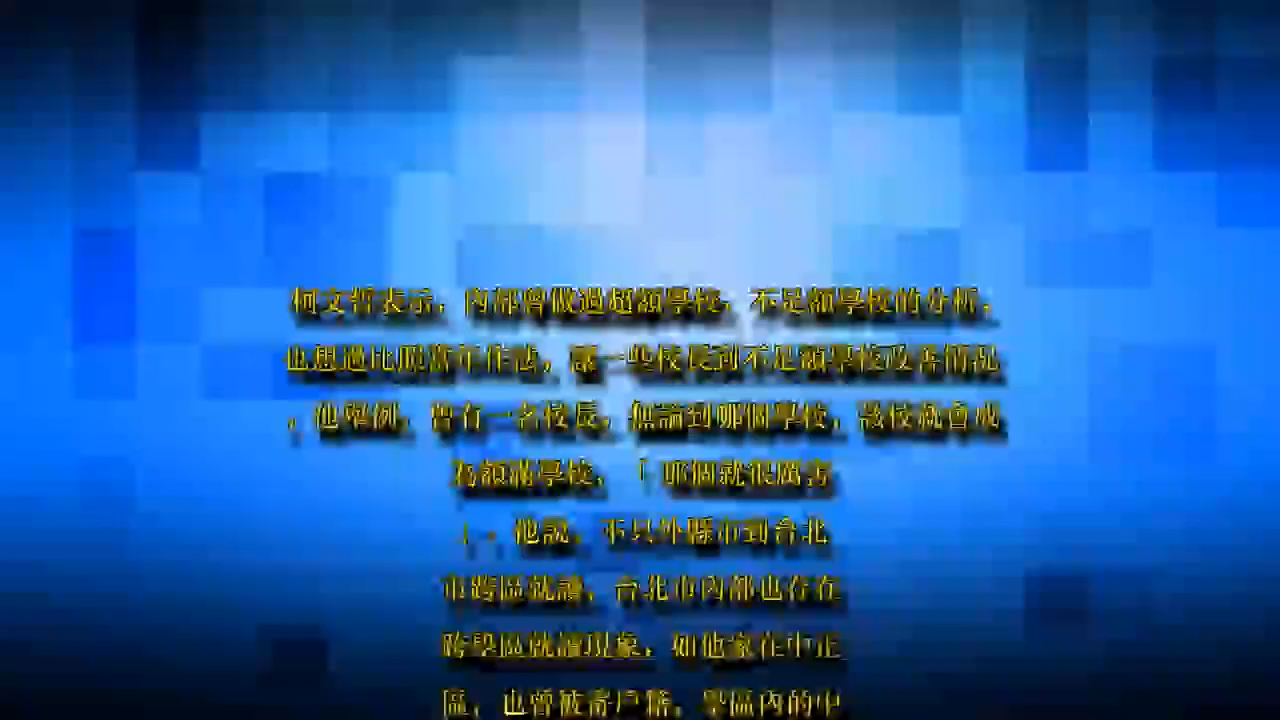 柯文哲表示，內部曾做過超額學校、不足額學校的分析，
也想過比照當年作法，讓一些校長到不足額學校改善情況
，他舉例，曾有一名校長，無論到哪個學校，該校就會成
為額滿學校，「那個就很厲害
」。他說，不只外縣市到台北
市跨區就讀，台北市內部也存在
跨學區就讀現象，如他家在中正
區，也曾被寄戶籍，學區內的中